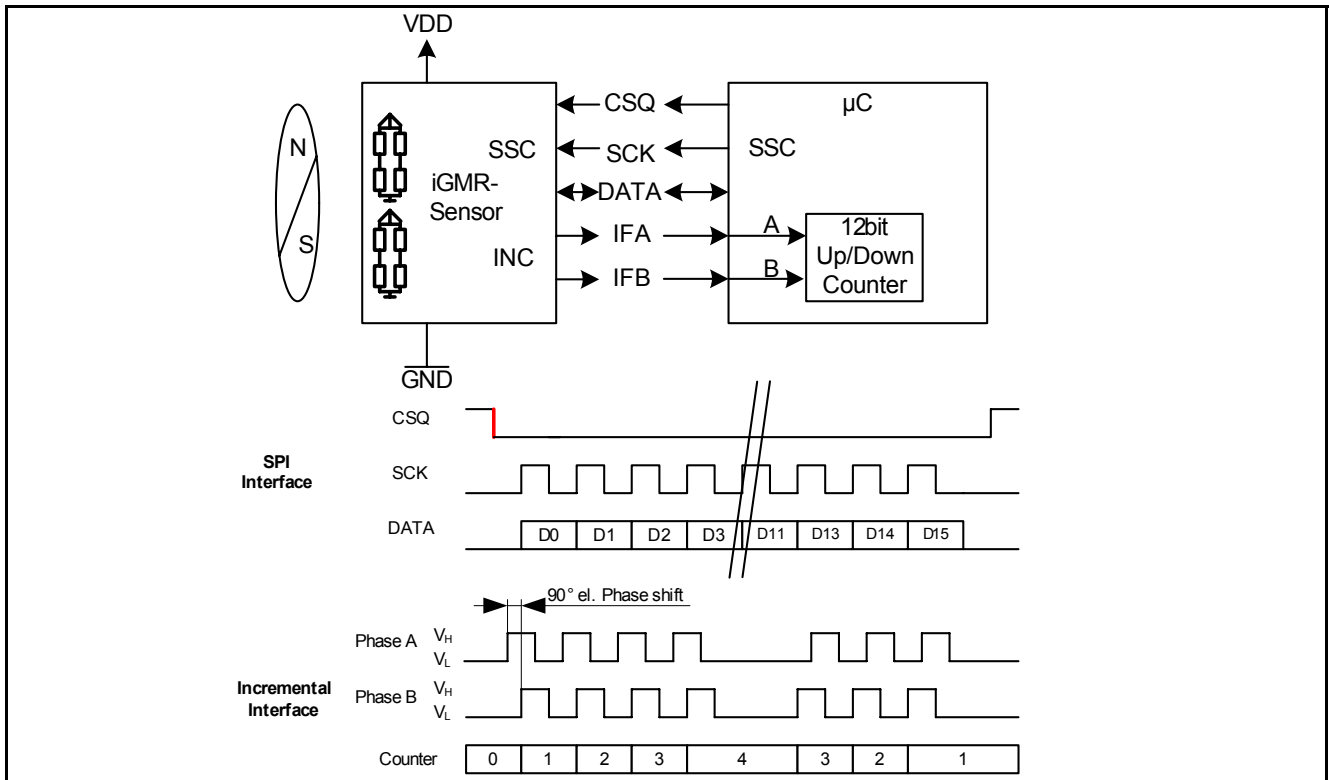 VDD
CSQ
µC
N
SSC
SCK
SSC
iGMR-
Sensor
DATA
S
IFA
A
12bit
Up/Down
Counter
INC
IFB
B
GND
CSQ
SPI
Interface
SCK
DATA
D0 D1 D2 D3 D11 D13 D14 D15
90° el. Phase shift
Phase A
VH
VL
Incremental
Interface
Phase B
VH
VL
Counter
0 1 2 3 4 3 2 1